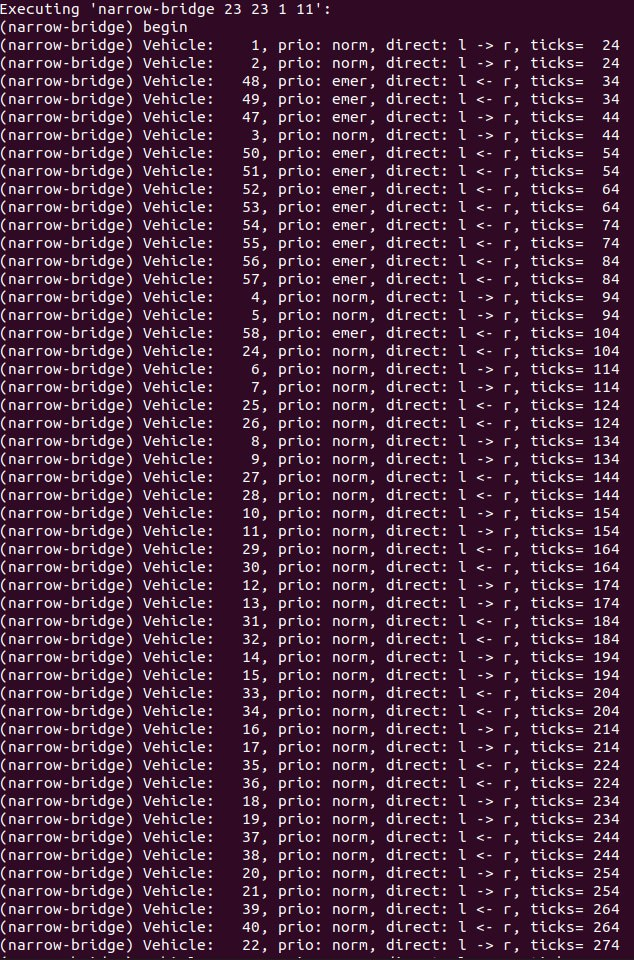 Executing 'narrow-bridge 23 23 1 11':
(narrow-bridge) begin
(narrow-bridge) Vehicle:    1, prio: norm, direct: l -> r, ticks=  24
(narrow-bridge) Vehicle:    2, prio: norm, direct: l -> r, ticks=  24
(narrow-bridge) Vehicle:   48, prio: emer, direct: l <- r, ticks=  34
(narrow-bridge) Vehicle:   49, prio: emer, direct: l <- r, ticks=  34
(narrow-bridge) Vehicle:   47, prio: emer, direct: l -> r, ticks=  44
(narrow-bridge) Vehicle:    3, prio: norm, direct: l -> r, ticks=  44
(narrow-bridge) Vehicle:   50, prio: emer, direct: l <- r, ticks=  54
(narrow-bridge) Vehicle:   51, prio: emer, direct: l <- r, ticks=  54
(narrow-bridge) Vehicle:   52, prio: emer, direct: l <- r, ticks=  64
(narrow-bridge) Vehicle:   53, prio: emer, direct: l <- r, ticks=  64
(narrow-bridge) Vehicle:   54, prio: emer, direct: l <- r, ticks=  74
(narrow-bridge) Vehicle:   55, prio: emer, direct: l <- r, ticks=  74
(narrow-bridge) Vehicle:   56, prio: emer, direct: l <- r, ticks=  84
(narrow-bridge) Vehicle:   57, prio: emer, direct: l <- r, ticks=  84
(narrow-bridge) Vehicle:    4, prio: norm, direct: l -> r, ticks=  94
(narrow-bridge) Vehicle:    5, prio: norm, direct: l -> r, ticks=  94
(narrow-bridge) Vehicle:   58, prio: emer, direct: l <- r, ticks= 104
(narrow-bridge) Vehicle:   24, prio: norm, direct: l <- r, ticks= 104
(narrow-bridge) Vehicle:    6, prio: norm, direct: l -> r, ticks= 114
(narrow-bridge) Vehicle:    7, prio: norm, direct: l -> r, ticks= 114
(narrow-bridge) Vehicle:   25, prio: norm, direct: l <- r, ticks= 124
(narrow-bridge) Vehicle:   26, prio: norm, direct: l <- r, ticks= 124
(narrow-bridge) Vehicle:    8, prio: norm, direct: l -> r, ticks= 134
(narrow-bridge) Vehicle:    9, prio: norm, direct: l -> r, ticks= 134
(narrow-bridge) Vehicle:   27, prio: norm, direct: l <- r, ticks= 144
(narrow-bridge) Vehicle:   28, prio: norm, direct: l <- r, ticks= 144
(narrow-bridge) Vehicle:   10, prio: norm, direct: l -> r, ticks= 154
(narrow-bridge) Vehicle:   11, prio: norm, direct: l -> r, ticks= 154
(narrow-bridge) Vehicle:   29, prio: norm, direct: l <- r, ticks= 164
(narrow-bridge) Vehicle:   30, prio: norm, direct: l <- r, ticks= 164
(narrow-bridge) Vehicle:   12, prio: norm, direct: l -> r, ticks= 174
(narrow-bridge) Vehicle:   13, prio: norm, direct: l -> r, ticks= 174
(narrow-bridge) Vehicle:   31, prio: norm, direct: l <- r, ticks= 184
(narrow-bridge) Vehicle:   32, prio: norm, direct: l <- r, ticks= 184
(narrow-bridge) Vehicle:   14, prio: norm, direct: l -> r, ticks= 194
(narrow-bridge) Vehicle:   15, prio: norm, direct: l -> r, ticks= 194
(narrow-bridge) Vehicle:   33, prio: norm, direct: l <- r, ticks= 204
(narrow-bridge) Vehicle:   34, prio: norm, direct: l <- r, ticks= 204
(narrow-bridge) Vehicle:   16, prio: norm, direct: l -> r, ticks= 214
(narrow-bridge) Vehicle:   17, prio: norm, direct: l -> r, ticks= 214
(narrow-bridge) Vehicle:   35, prio: norm, direct: l <- r, ticks= 224
(narrow-bridge) Vehicle:   36, prio: norm, direct: l <- r, ticks= 224
(narrow-bridge) Vehicle:   18, prio: norm, direct: l -> r, ticks= 234
(narrow-bridge) Vehicle:   19, prio: norm, direct: l -> r, ticks= 234
(narrow-bridge) Vehicle:   37, prio: norm, direct: l <- r, ticks= 244
(narrow-bridge) Vehicle:   38, prio: norm, direct: l <- r, ticks= 244
(narrow-bridge) Vehicle:   20, prio: norm, direct: l -> r, ticks= 254
(narrow-bridge) Vehicle:   21, prio: norm, direct: l -> r, ticks= 254
(narrow-bridge) Vehicle:   39, prio: norm, direct: l <- r, ticks= 264
(narrow-bridge) Vehicle:   40, prio: norm, direct: l <- r, ticks= 264
(narrow-bridge) Vehicle:   22, prio: norm, direct: l -> r, ticks= 274